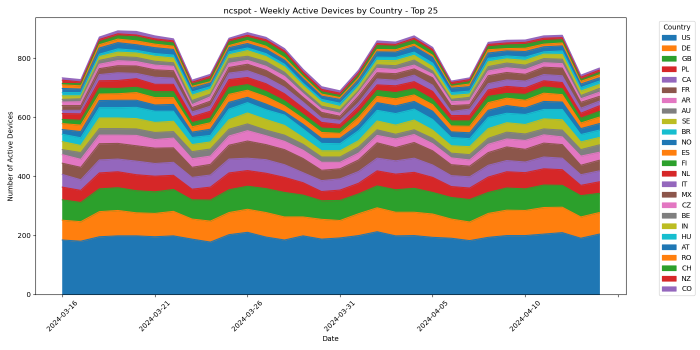 ncspot - Weekly Active Devices by Country - Top 25
Number of Active Devices
800
600
400
200
0
2024-03-16
2024-03-21
2024-03-26
2024-03-31
2024-04-05
2024-04-10
Date
Country
US
DE
GB
PL
CA
FR
AR
AU
SE
BR
NO
ES
FI
NL
IT
MX
CZ
BE
IN
HU
AT
RO
CH
NZ
CO